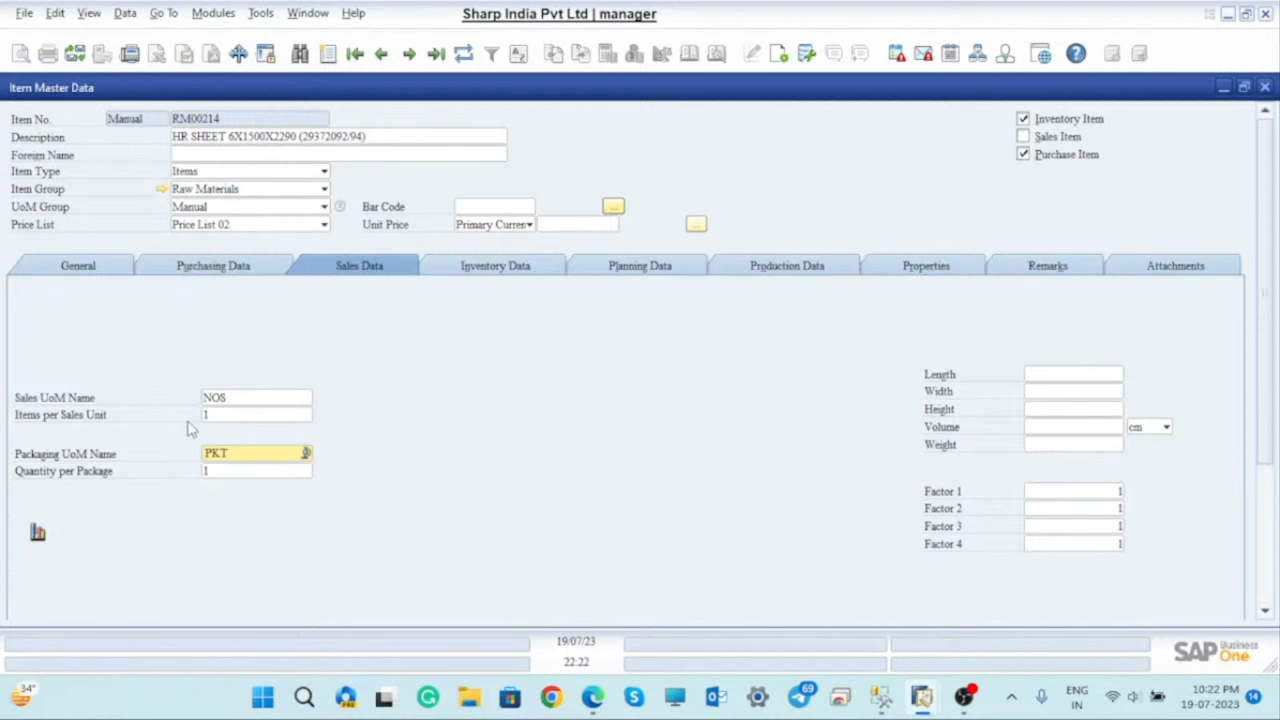 File Edit View Data Go To Modules Tools Window Help
Sharp India Pvt Ltd | manager
Item Master Data
Item No. Manual RM00214
Description HR SHEET 6X1500X2290 (29372092/94)
Foreign Name
Item Type Items
Item Group Raw Materials
UoM Group Manual
Price List Price List 02
Bar Code ...
Unit Price Primary Curren
Inventory Item
Sales Item
Purchase Item
General Purchasing Data Sales Data Inventory Data Planning Data Production Data Properties Remarks Attachments
Sales UoM Name NOS
Items per Sales Unit 1
Packaging UoM Name PKT
Quantity per Package 1
Length
Width
Height
Volume cm
Weight
Factor 1 1
Factor 2 1
Factor 3 1
Factor 4 1
19/07/23
22:22
SAP Business One
34°
69
ENG
IN
10:22 PM
19-07-2023
14